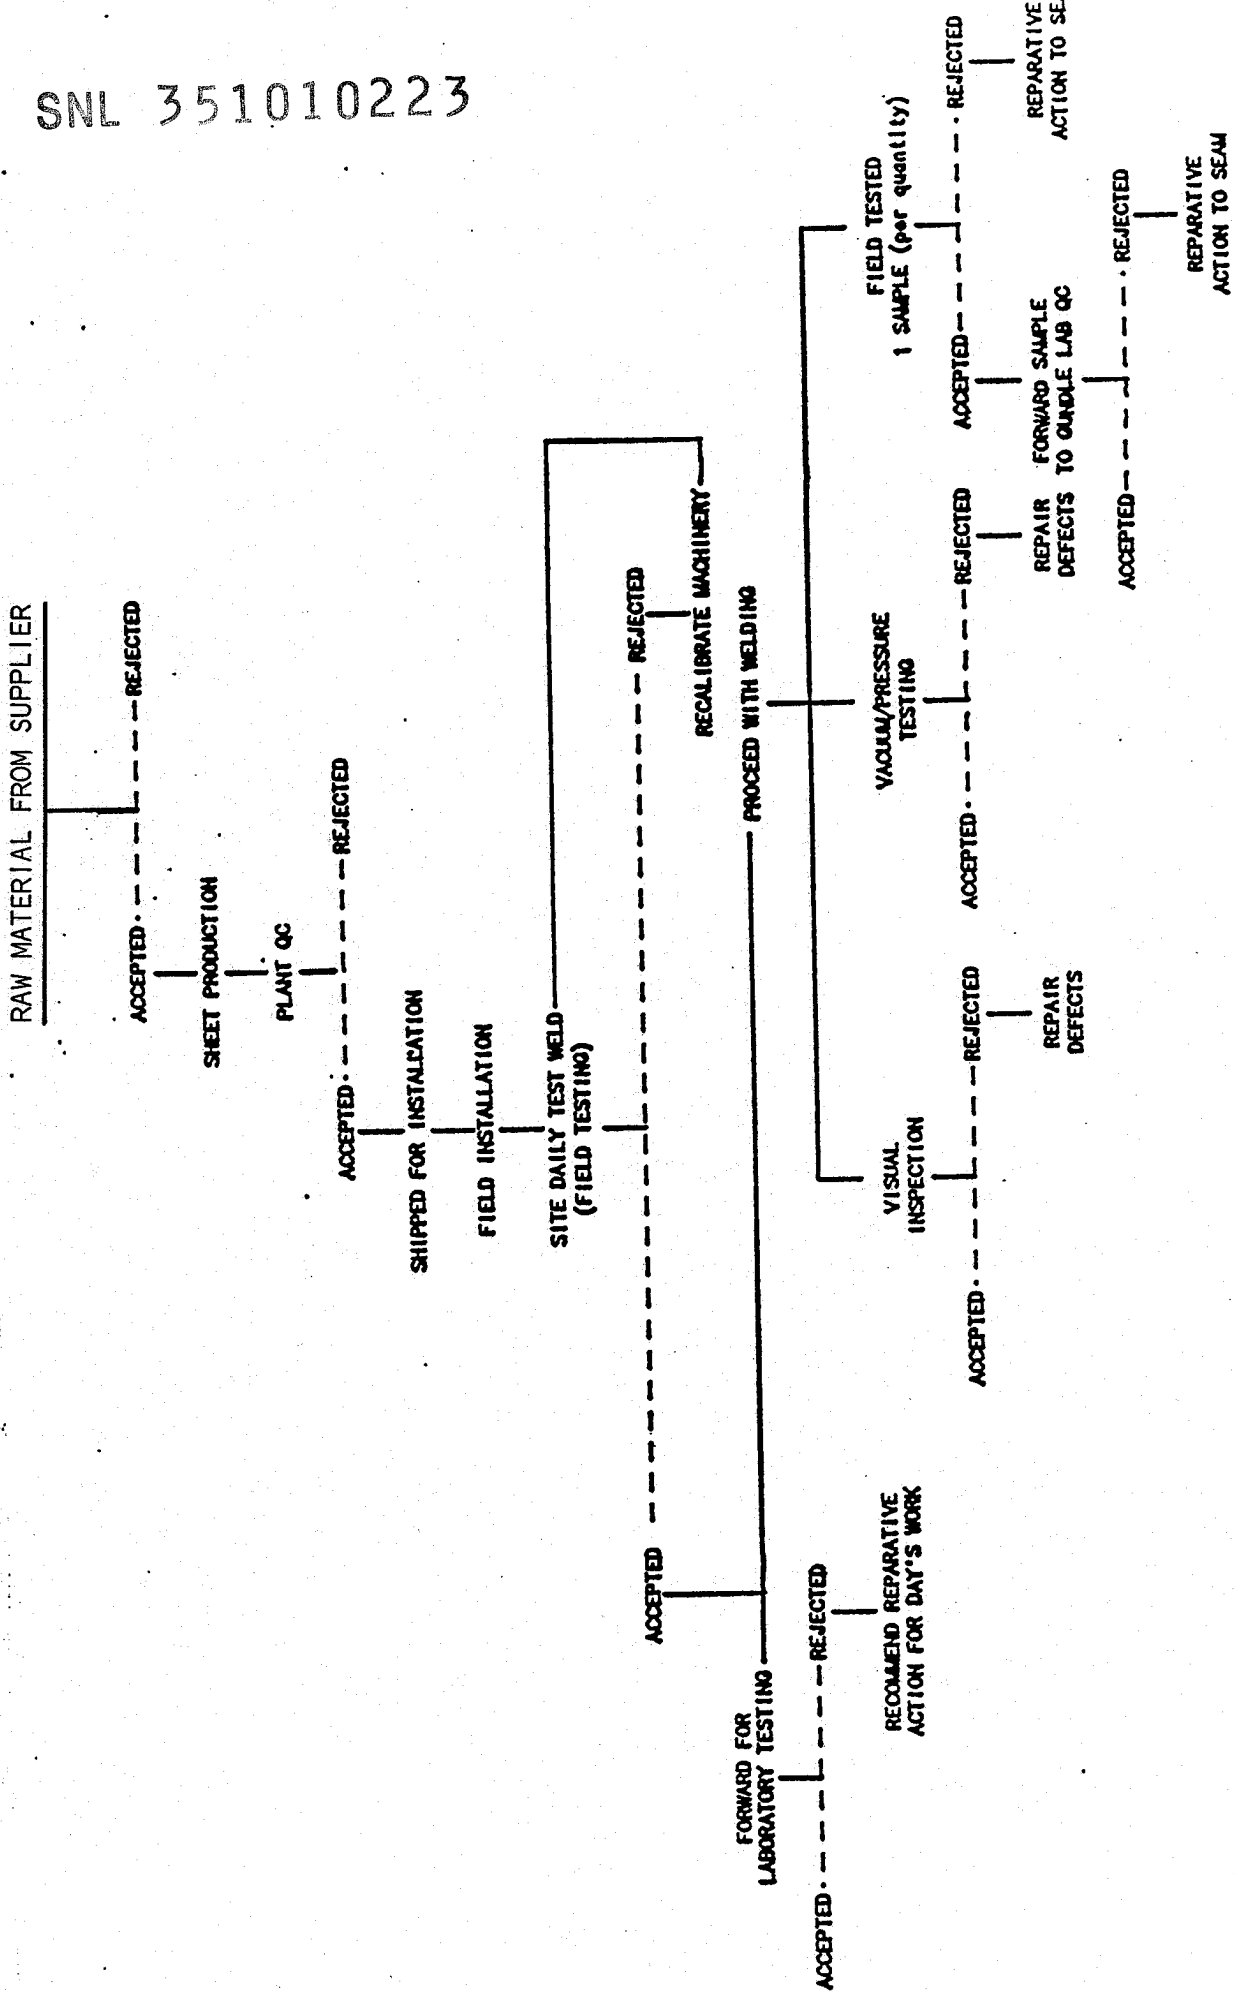 SNL 351010223
RAW MATERIAL FROM SUPPLIER
ACCEPTED
REJECTED
SHEET PRODUCTION
PLANT QC
ACCEPTED
REJECTED
SHIPPED FOR INSTALLATION
FIELD INSTALLATION
SITE DAILY TEST WELD
(FIELD TESTING)
ACCEPTED
REJECTED
RECALIBRATE MACHINERY
FORWARD FOR
LABORATORY TESTING
PROCEED WITH WELDING
ACCEPTED
REJECTED
RECOMMEND REPARATIVE
ACTION FOR DAY'S WORK
VISUAL
INSPECTION
ACCEPTED
REJECTED
REPAIR
DEFECTS
VACUUM/PRESSURE
TESTING
ACCEPTED
REJECTED
REPAIR
DEFECTS
FIELD TESTED
1 SAMPLE (per quantity)
ACCEPTED
REJECTED
FORWARD SAMPLE
TO GUNDLE LAB QC
REPARATIVE
ACTION TO
ACCEPTED
REJECTED
REPARATIVE
ACTION TO SEAM